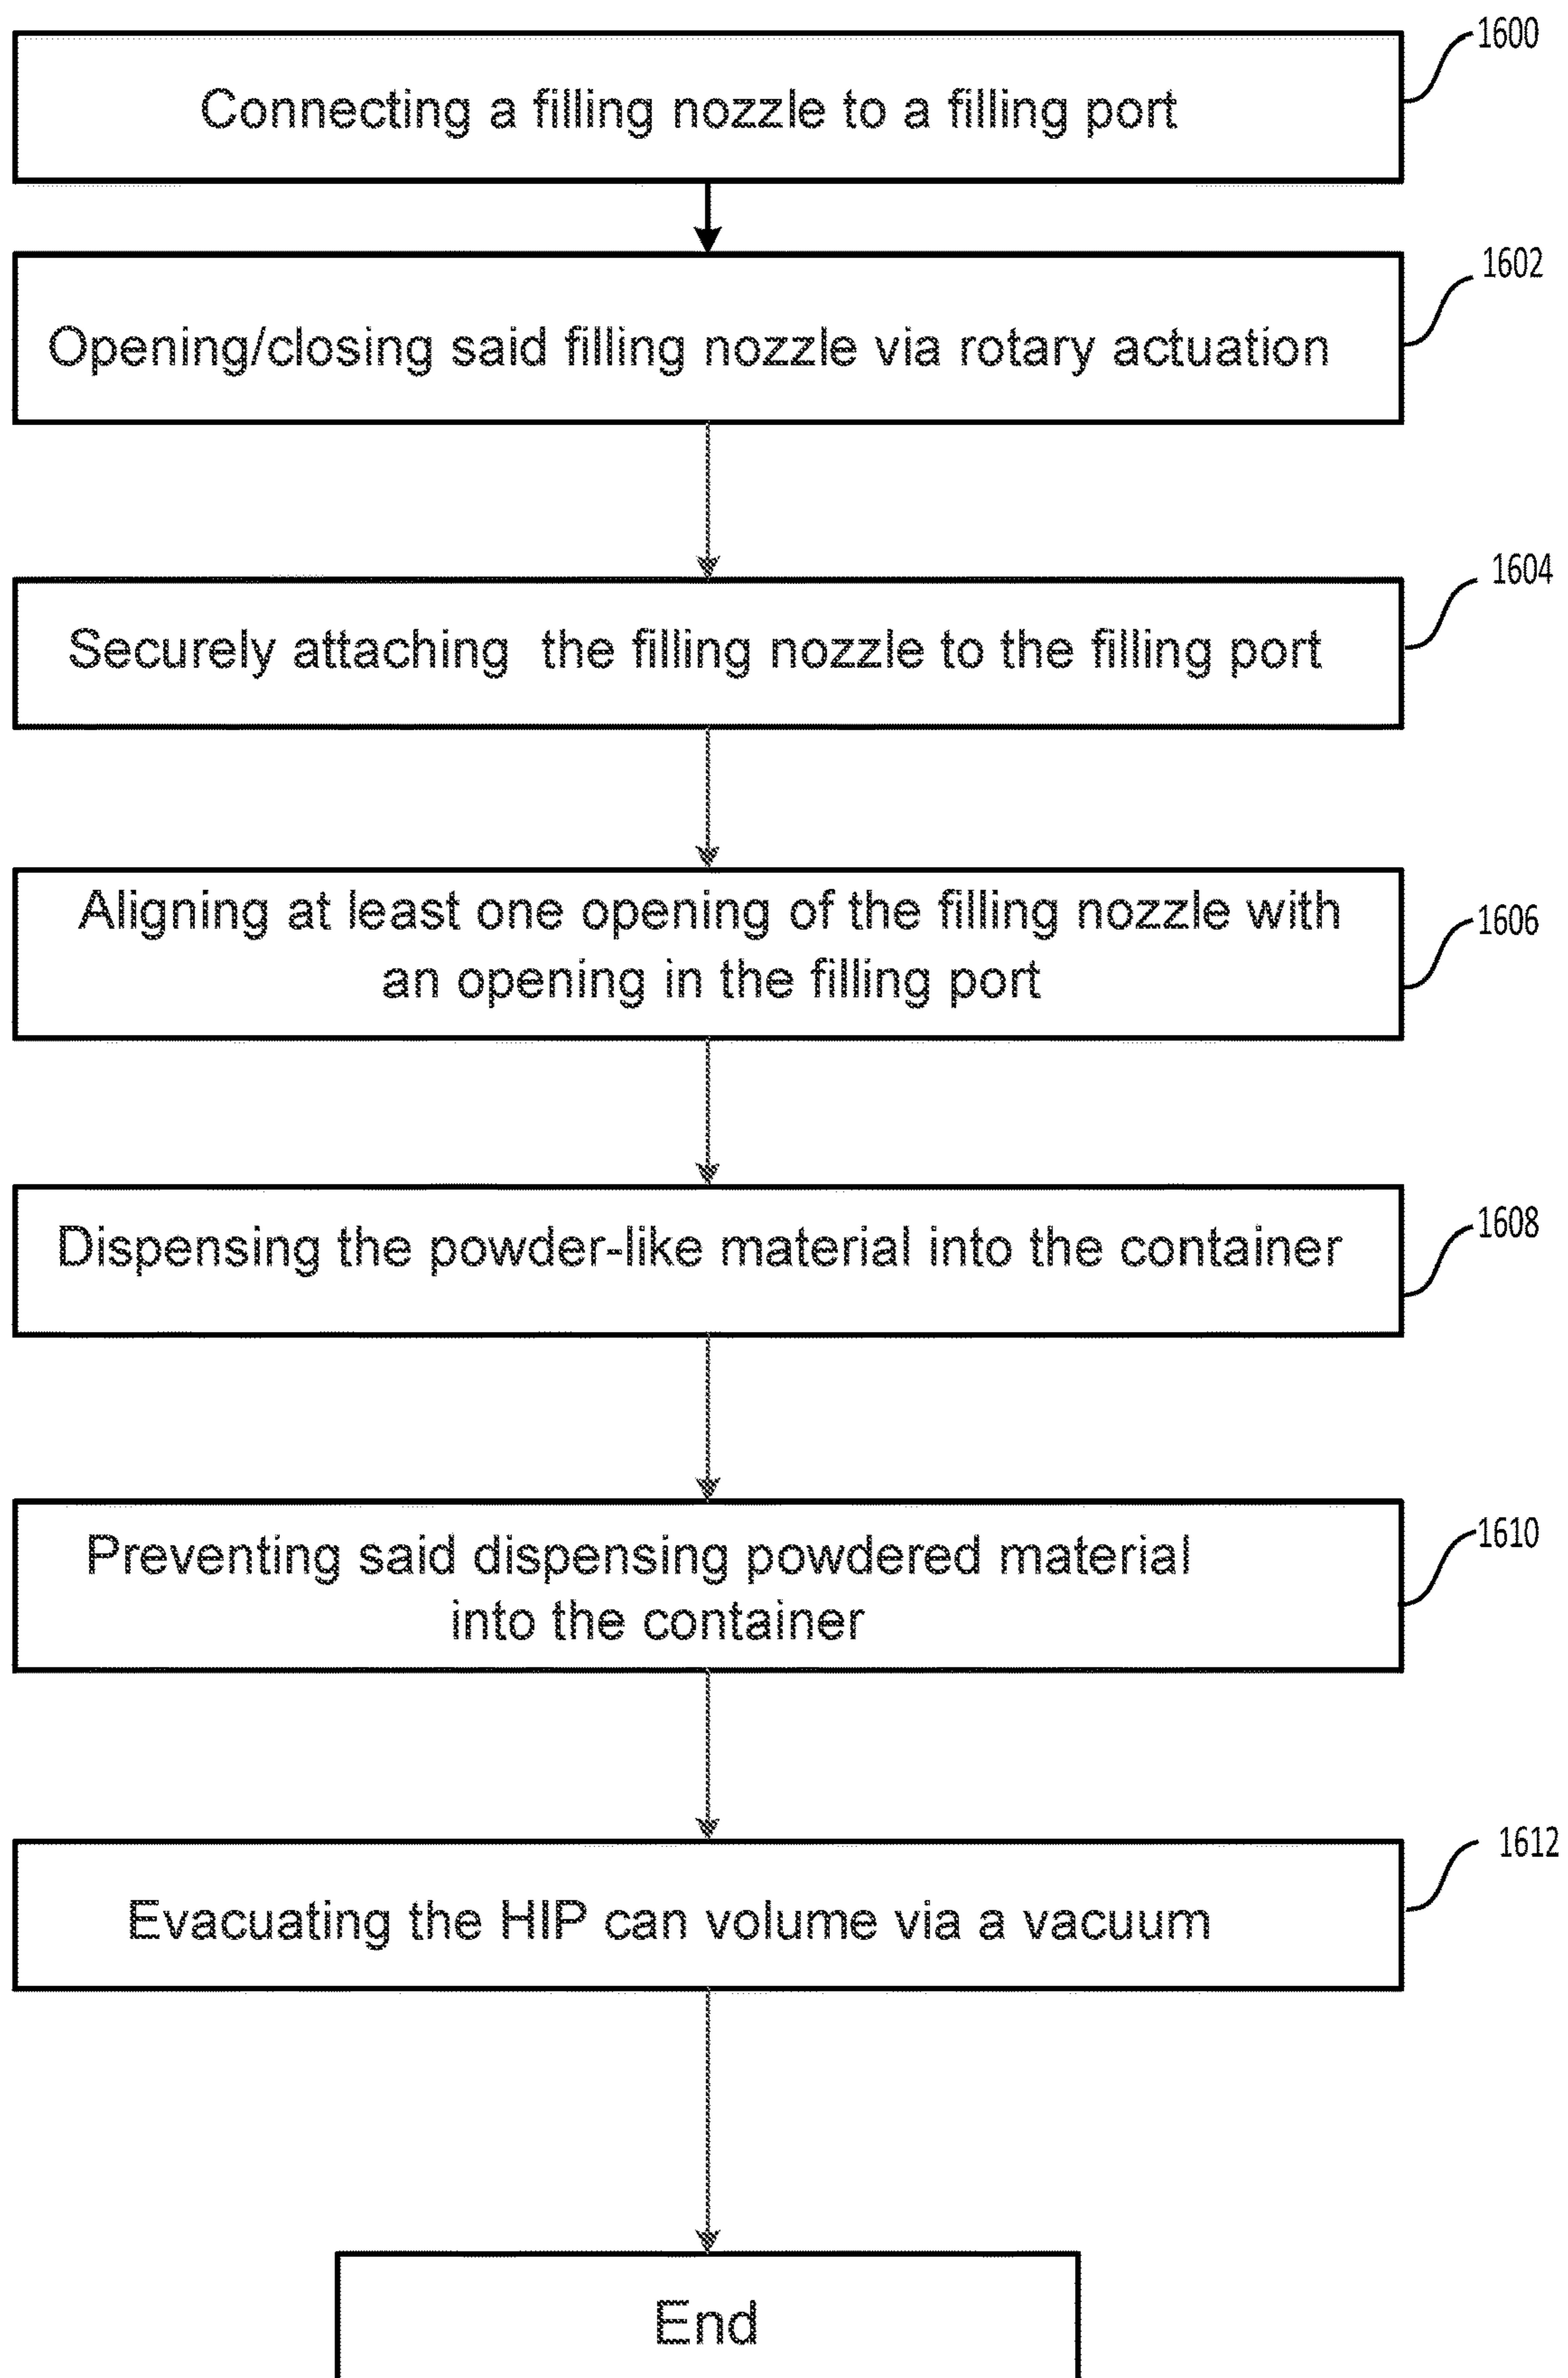 1600
Connecting a filling nozzle to a filling port
1602
Opening/closing said filling nozzle via rotary actuation
1604
Securely attaching the filling nozzle to the filling port
Aligning at least one opening of the filling nozzle with
1606
an opening in the filling port
1608
Dispensing the powder-like material into the container
1610
Preventing said dispensing powdered material
into the container
1612
Evacuating the HIP can volume via a vacuum
End